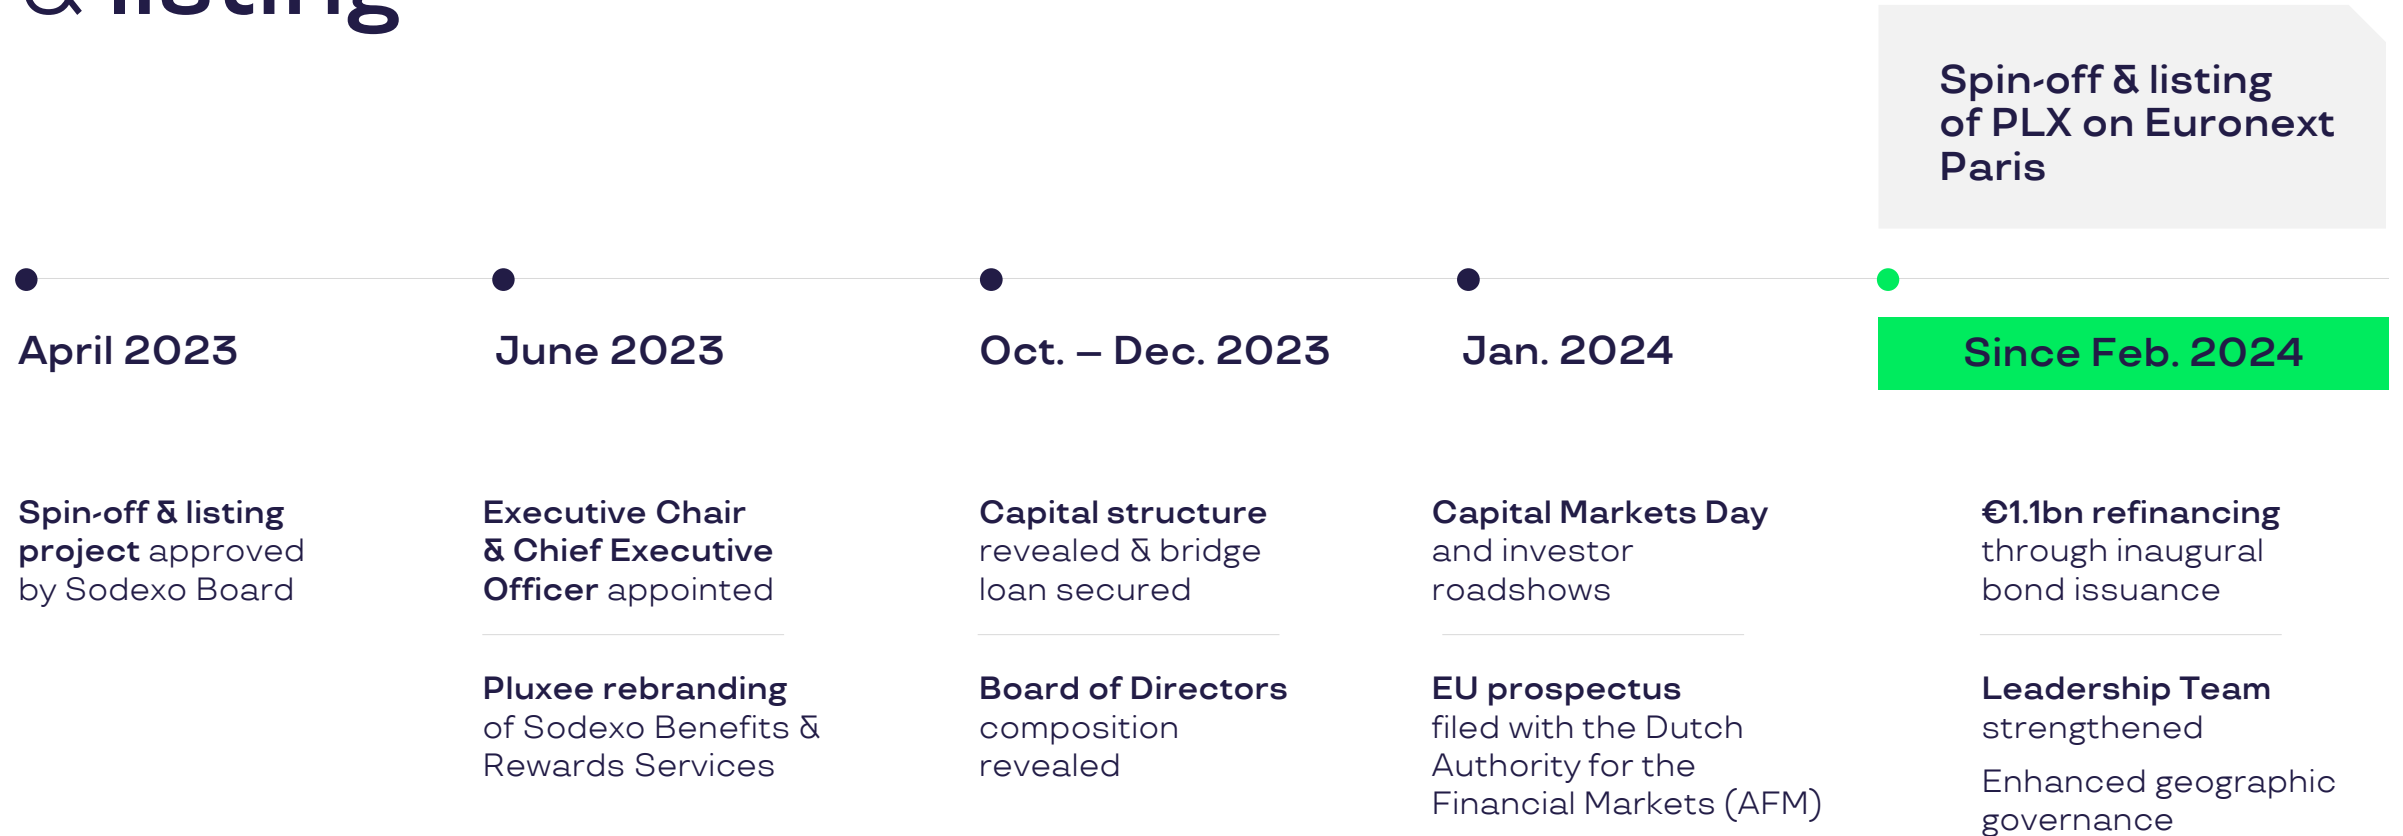 & listing
Spin-off & listing
of PLX on Euronext
Paris
April 2023
June 2023
Oct. – Dec. 2023
Jan. 2024
Since Feb. 2024
Spin-off & listing
project approved
by Sodexo Board
Executive Chair
& Chief Executive
Officer appointed
Pluxee rebranding
of Sodexo Benefits &
Rewards Services
Capital structure
revealed & bridge
loan secured
Board of Directors
composition
revealed
Capital Markets Day
and investor
roadshows
EU prospectus
filed with the Dutch
Authority for the
Financial Markets (AFM)
€1.1bn refinancing
through inaugural
bond issuance
Leadership Team
strengthened
Enhanced geographic
governance